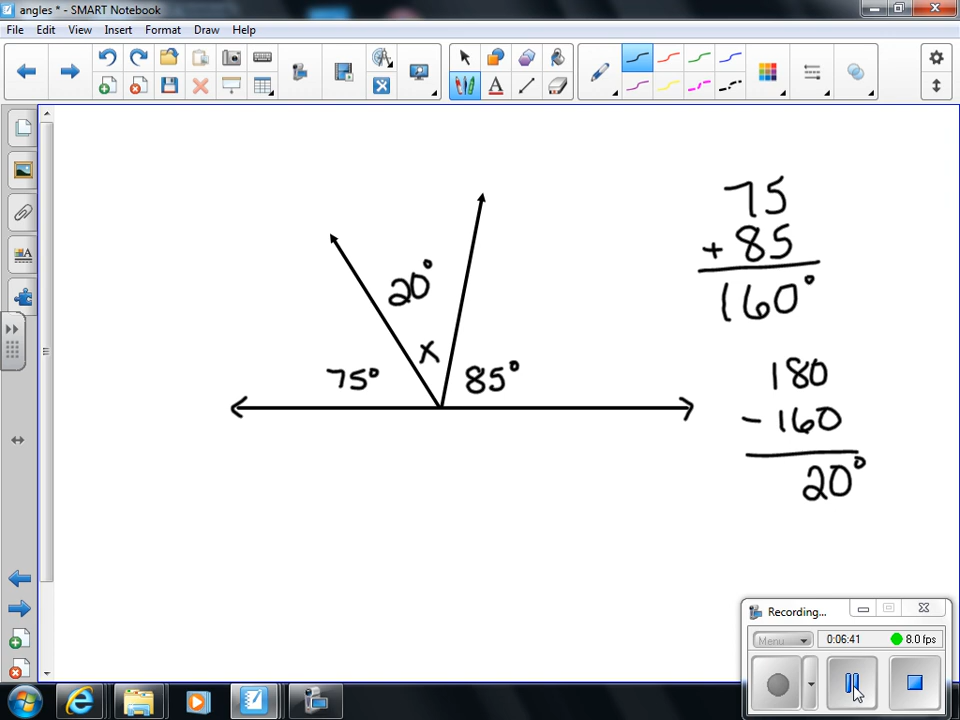 angles * - SMART Notebook
File Edit View Insert Format Draw Help
A
75
+ 85
160°
20°
x
75° 85°
180
- 160
20°
Recording...
Menu 0:06:41 8.0 fps